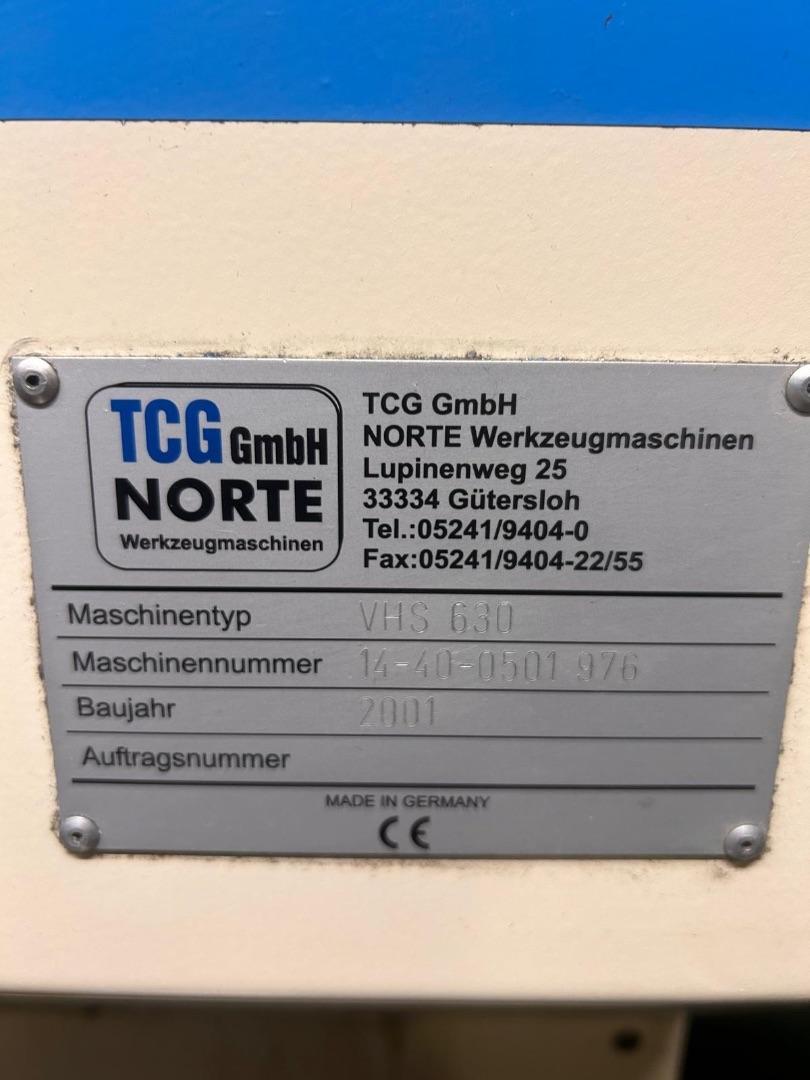 TCG GmbH
NORTE
Werkzeugmaschinen
TCG GmbH
NORTE Werkzeugmaschinen
Lupinenweg 25
33334 Gütersloh
Tel.:05241/9404-0
Fax:05241/9404-22/55
Maschinentyp VHS 630
Maschinennummer 14-40-0501 976
Baujahr 2001
Auftragsnummer
MADE IN GERMANY
CE